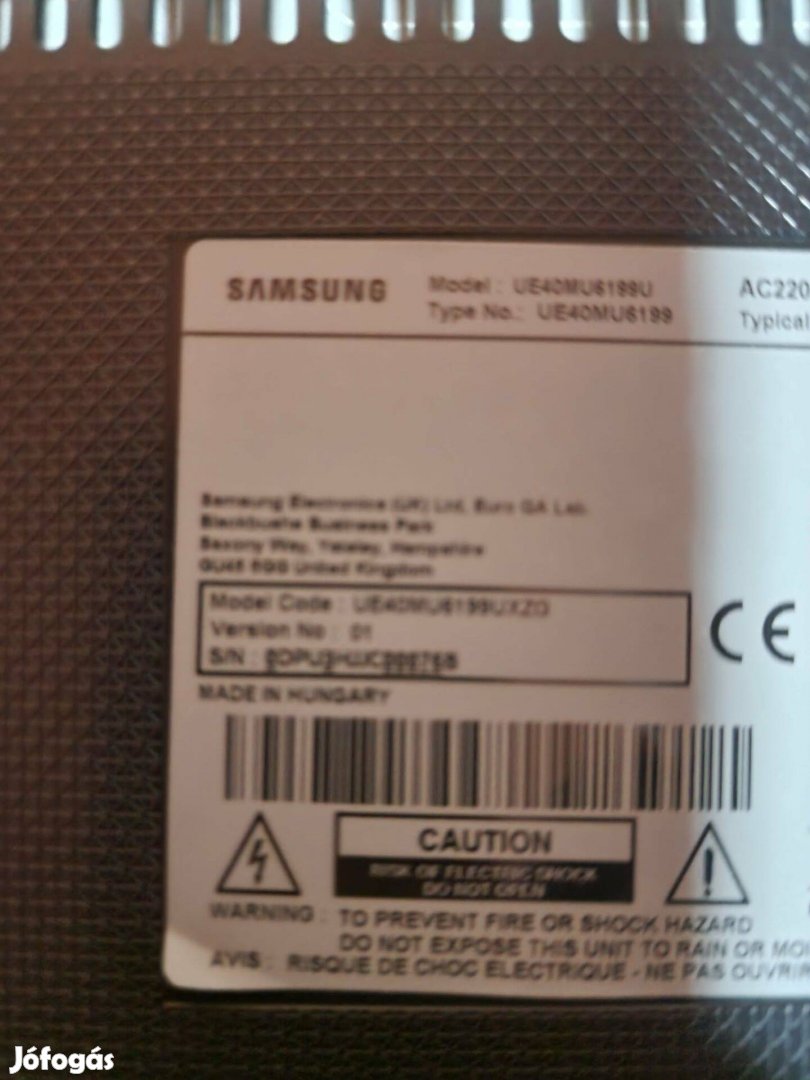 SAMSUNG
Model : UE40MU6199U
Type No.: UE40MU6199
AC220
Typical
Samsung Electronics (UK) Ltd, Euro QA Lab.
Blackbushe Business Park
Saxony Way, Yateley, Hampshire
GU46 6GG United Kingdom
Model Code : UE40MU6199UXZG
Version No : 01
S/N :
MADE IN HUNGARY
CE
CAUTION
RISK OF ELECTRIC SHOCK
DO NOT OPEN
WARNING : TO PREVENT FIRE OR SHOCK HAZARD
DO NOT EXPOSE THIS UNIT TO RAIN OR MOI
AVIS : RISQUE DE CHOC ELECTRIQUE - NE PAS OUVRIR
Jófogás